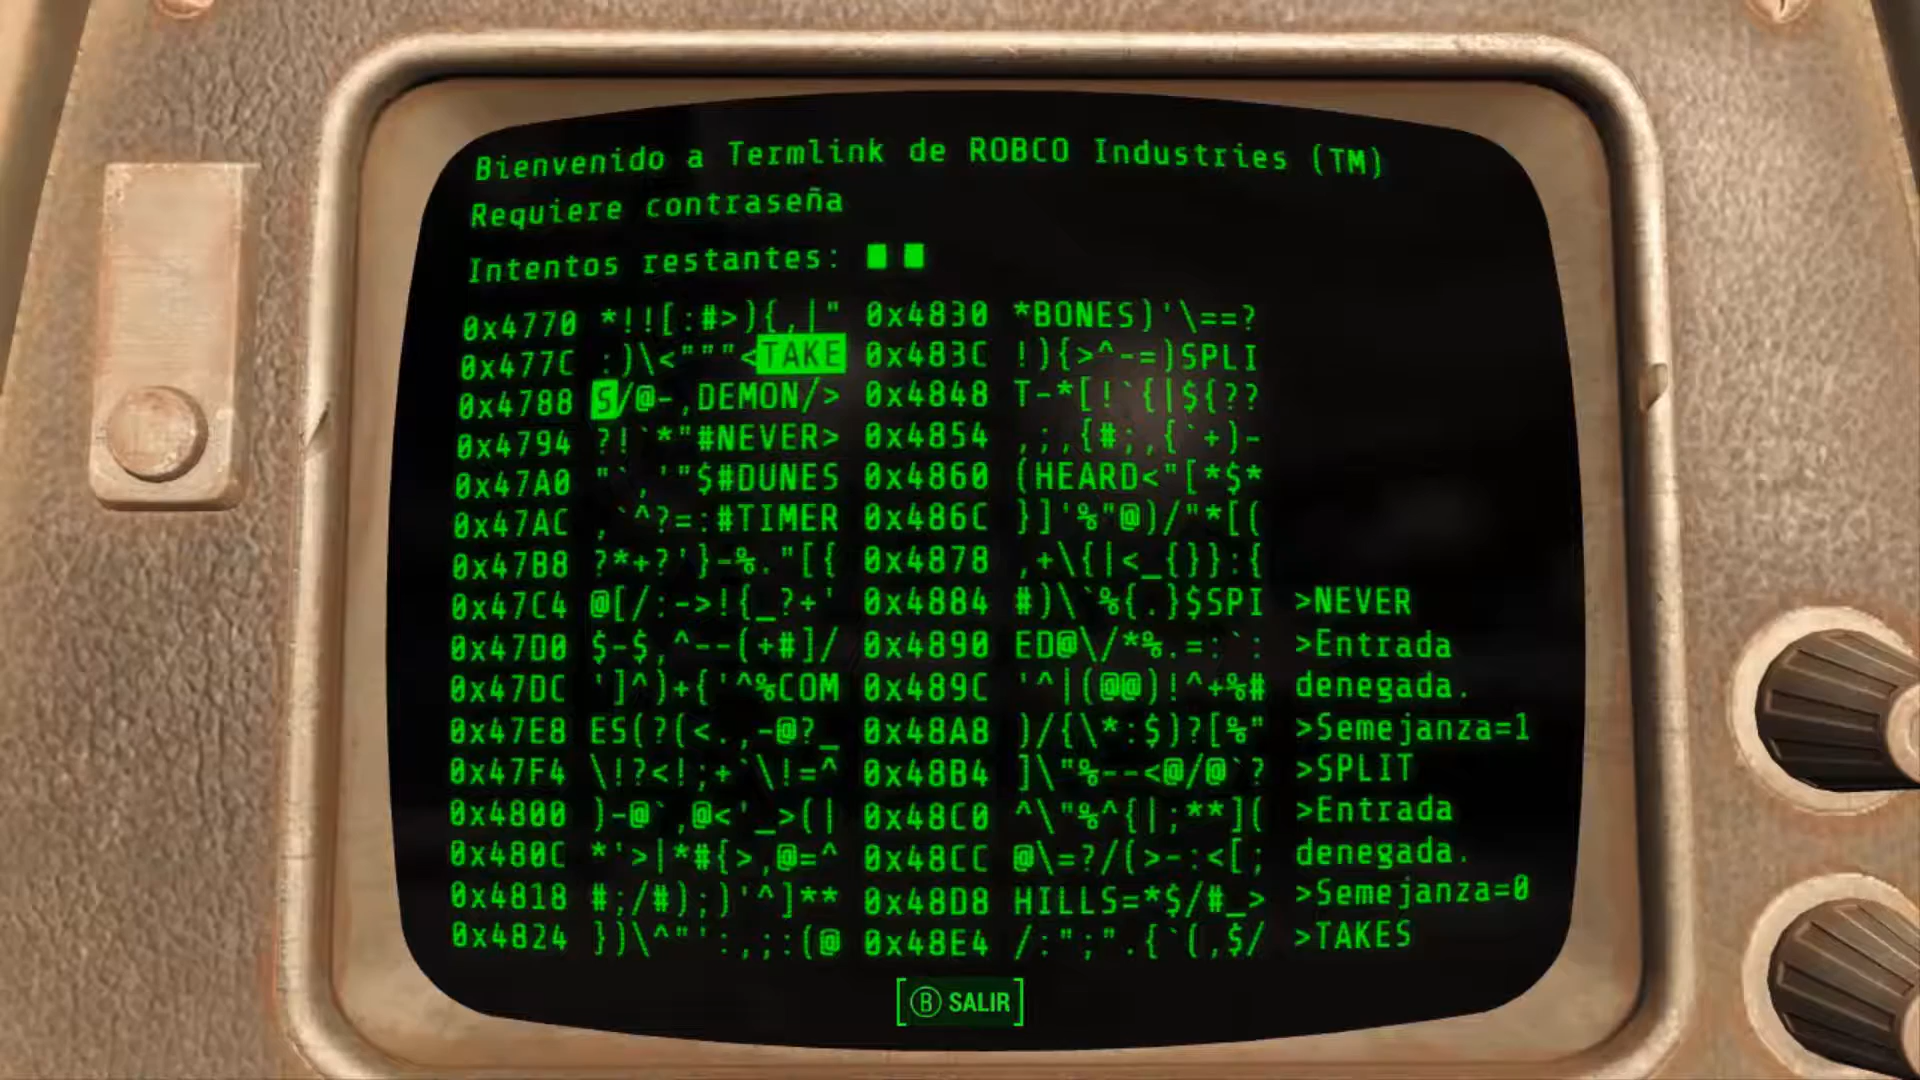 Bienvenido a Termlink de ROBCO Industries (TM)
Requiere contraseña
Intentos restantes: ■ ■
0x4770 *!![:#>){,|" 0x4830 *BONES)'\==?
0x477C :)\<"""<TAKE 0x483C !){>^-=)SPLI
0x4788 S/@-,DEMON/> 0x4848 T-*[!`{|${??
0x4794 ?!`*"#NEVER> 0x4854 ,;,{#;,{`+)-
0x47A0 "`,'"$#DUNES 0x4860 (HEARD<"[*$*
0x47AC ,`^?=:#TIMER 0x486C }]'%"@)/"*[(
0x47B8 ?*+?'}-%."[{ 0x4878 ,+\{|<_{}}:{
0x47C4 @[/:->!{_?+' 0x4884 #)\`%{.}$SPI >NEVER
0x47D0 $-$,^--(+#]/ 0x4890 ED@\/*%.=:`: >Entrada
0x47DC ']^)+{'^%COM 0x489C '^|(@@)!^+%# denegada.
0x47E8 ES(?(<.,-@?_ 0x48A8 )/{\*:$)?[%" >Semejanza=1
0x47F4 \!?<!;+`\!=^ 0x48B4 ]\"%--<@/@`? >SPLIT
0x4800 )-@`,@<'_>(| 0x48C0 ^\"%^{|;**]( >Entrada
0x480C *'>|*#{>,@=^ 0x48CC @\=?/(>-:<[; denegada.
0x4818 #;/#);)'^]** 0x48D8 HILLS=*$/#_> >Semejanza=0
0x4824 })\^"':,;:(@ 0x48E4 /:";".{`(,$/ >TAKES
[Ⓑ SALIR]